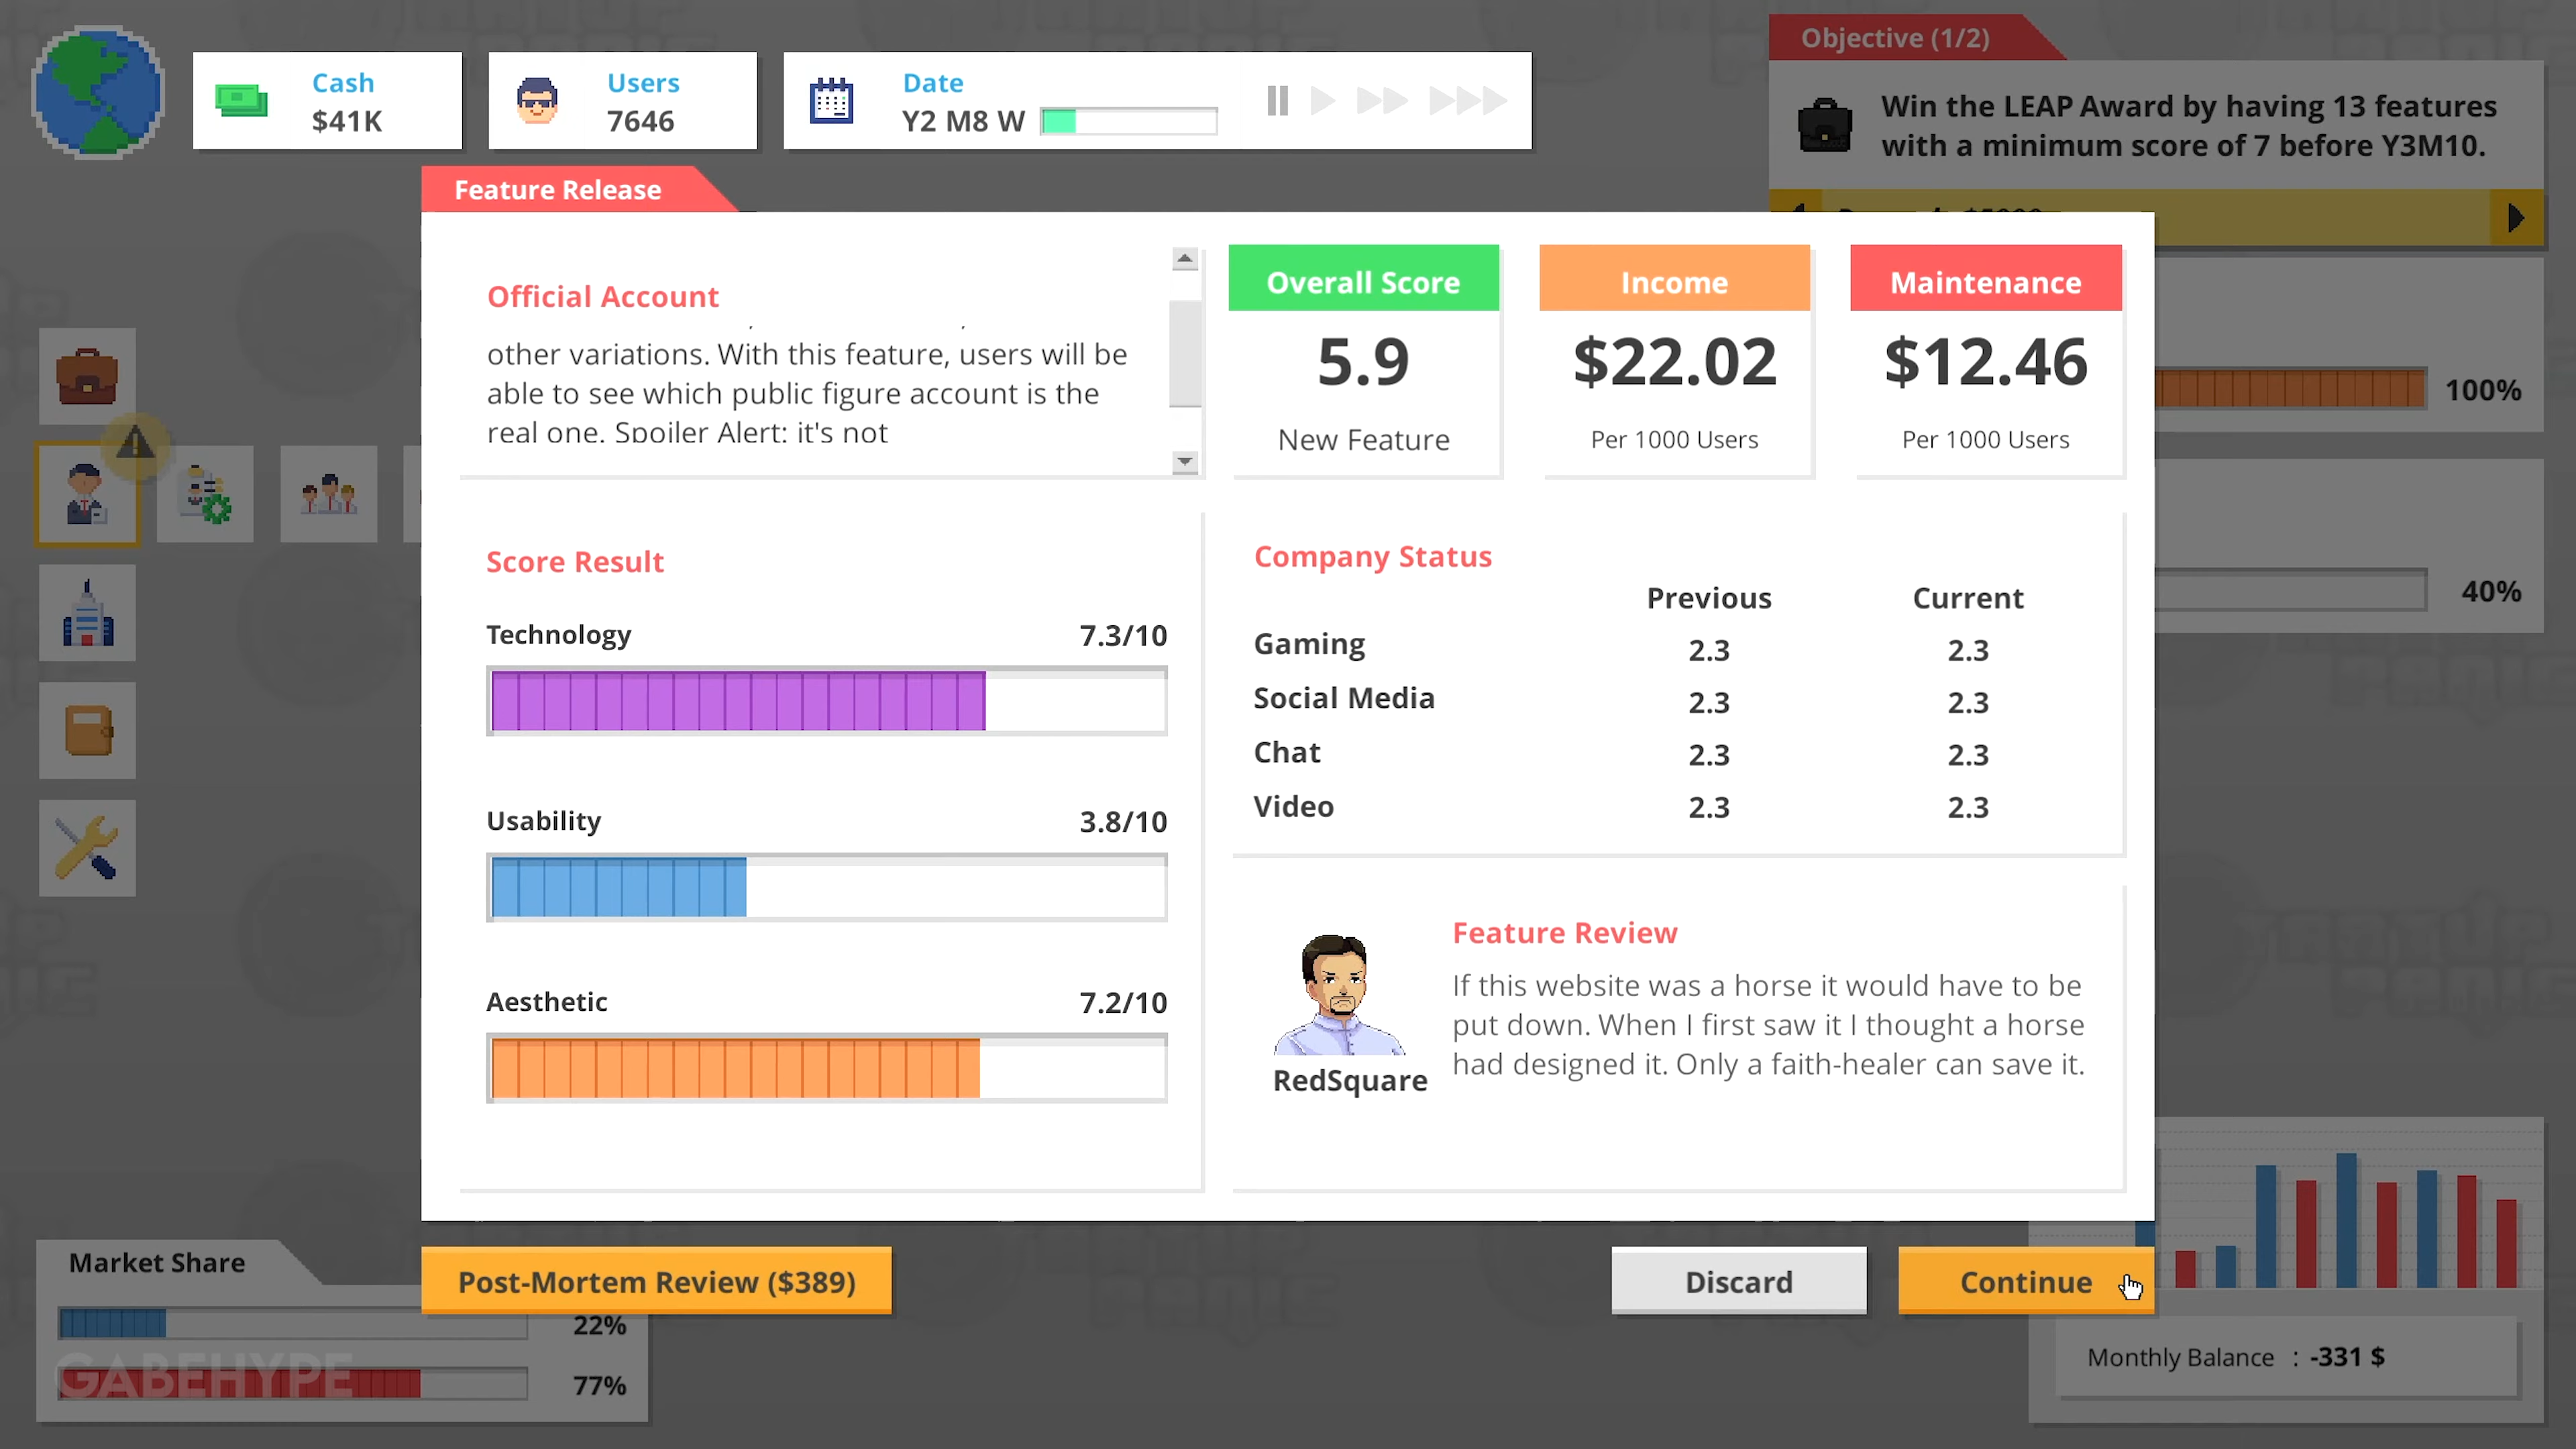 Cash
$41K
Users
7646
Date
Y2 M8 W
Objective (1/2)
Win the LEAP Award by having 13 features
with a minimum score of 7 before Y3M10.
Feature Release
Official Account
other variations. With this feature, users will be
able to see which public figure account is the
real one. Spoiler Alert: it's not
Overall Score
5.9
New Feature
Income
$22.02
Per 1000 Users
Maintenance
$12.46
Per 1000 Users
100%
40%
Score Result
Technology 7.3/10
Usability 3.8/10
Aesthetic 7.2/10
Company Status
Previous Current
Gaming 2.3 2.3
Social Media 2.3 2.3
Chat 2.3 2.3
Video 2.3 2.3
Feature Review
If this website was a horse it would have to be
put down. When I first saw it I thought a horse
had designed it. Only a faith-healer can save it.
RedSquare
Post-Mortem Review ($389)
Discard
Continue
Market Share
22%
77%
GABEHYPE
Monthly Balance : -331 $